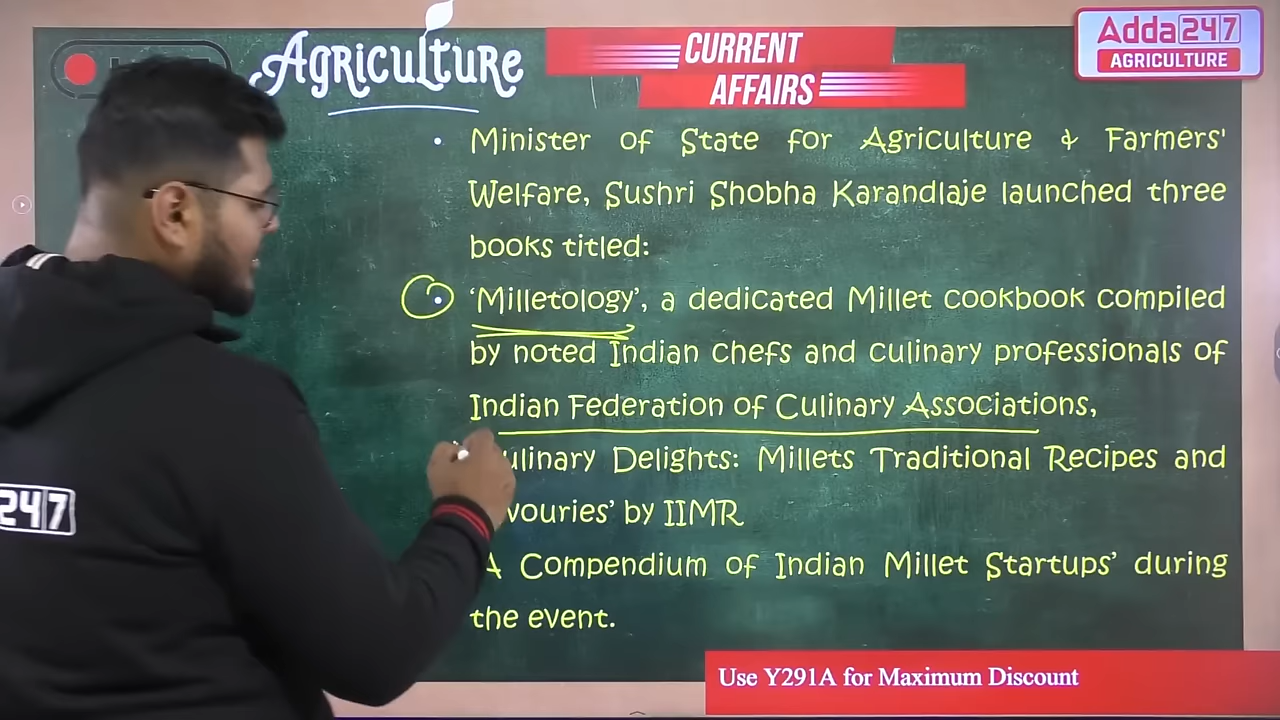 Agriculture
CURRENT
AFFAIRS
Adda247
AGRICULTURE
• Minister of State for Agriculture & Farmers'
Welfare, Sushri Shobha Karandlaje launched three
books titled:
• ‘Milletology’, a dedicated Millet cookbook compiled
by noted Indian chefs and culinary professionals of
Indian Federation of Culinary Associations,
Delights: Millets Traditional Recipes and
by IIMR
A Compendium of Indian Millet Startups’ during
the event.
247
Use Y291A for Maximum Discount